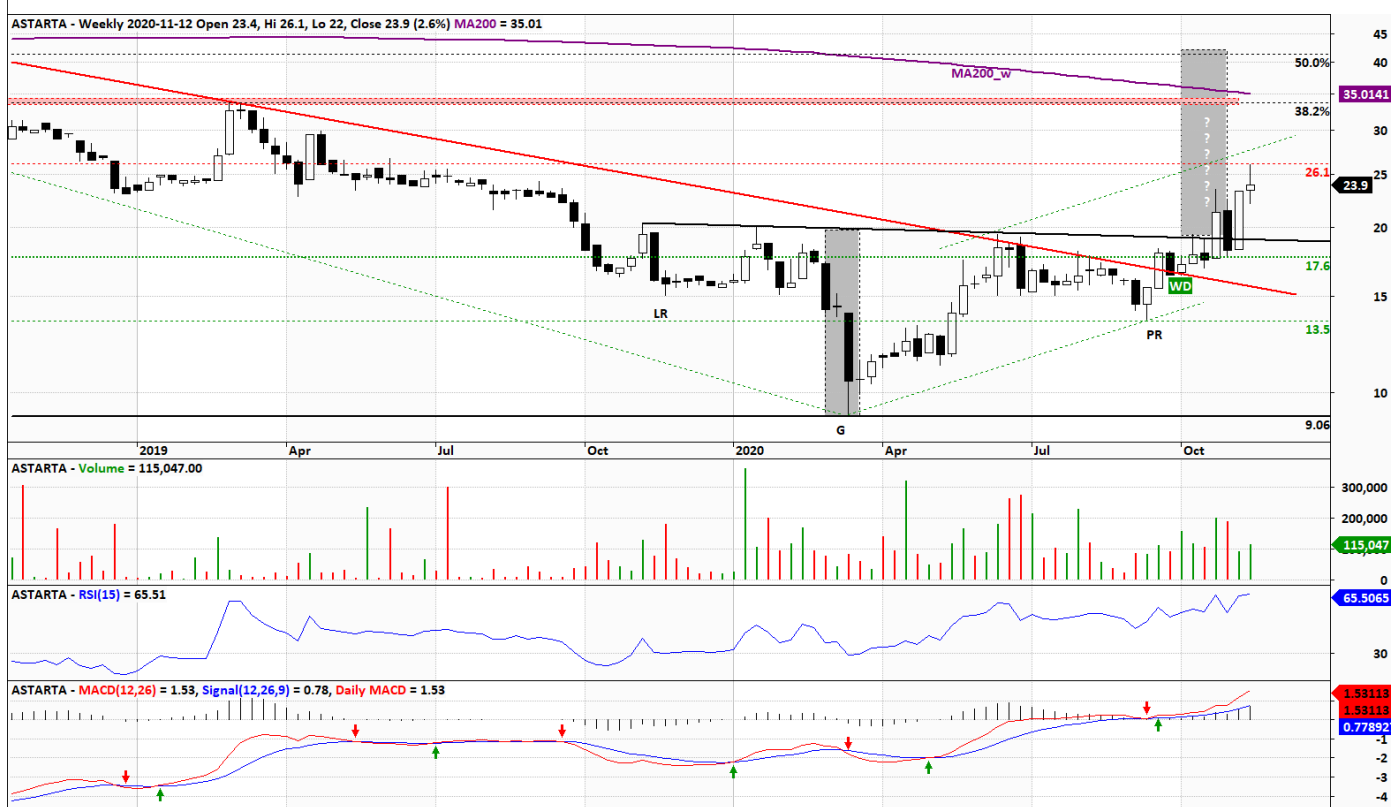 ASTARTA - Weekly 2020-11-12 Open 23.4, Hi 26.1, Lo 22, Close 23.9 (2.6%) MA200 = 35.01
45
50.0%
40
MA200_w
35.0141
38.2%
?
30
?
?
?
26.1
25
?
23.9
?
20
17.6
WD
15
LR
13.5
PR
10
9.06
G
2019
Apr
Jul
Oct
2020
Apr
Jul
Oct
ASTARTA - Volume = 115,047.00
300,000
200,000
115,047
0
ASTARTA - RSI(15) = 65.51
65.5065
30
ASTARTA - MACD(12,26) = 1.53, Signal(12,26,9) = 0.78, Daily MACD = 1.53
1.53113
1.53113
0.77892
-1
-2
-3
-4